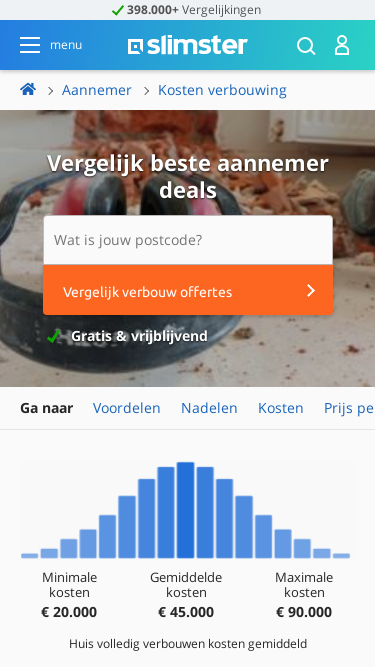 398.000+ Vergelijkingen
menu
slimster
Aannemer
Kosten verbouwing
Vergelijk beste aannemer
deals
Wat is jouw postcode?
Vergelijk verbouw offertes
Gratis & vrijblijvend
Ga naar Voordelen Nadelen Kosten Prijs pe
Minimale kosten
€ 20.000
Gemiddelde kosten
€ 45.000
Maximale kosten
€ 90.000
Huis volledig verbouwen kosten gemiddeld